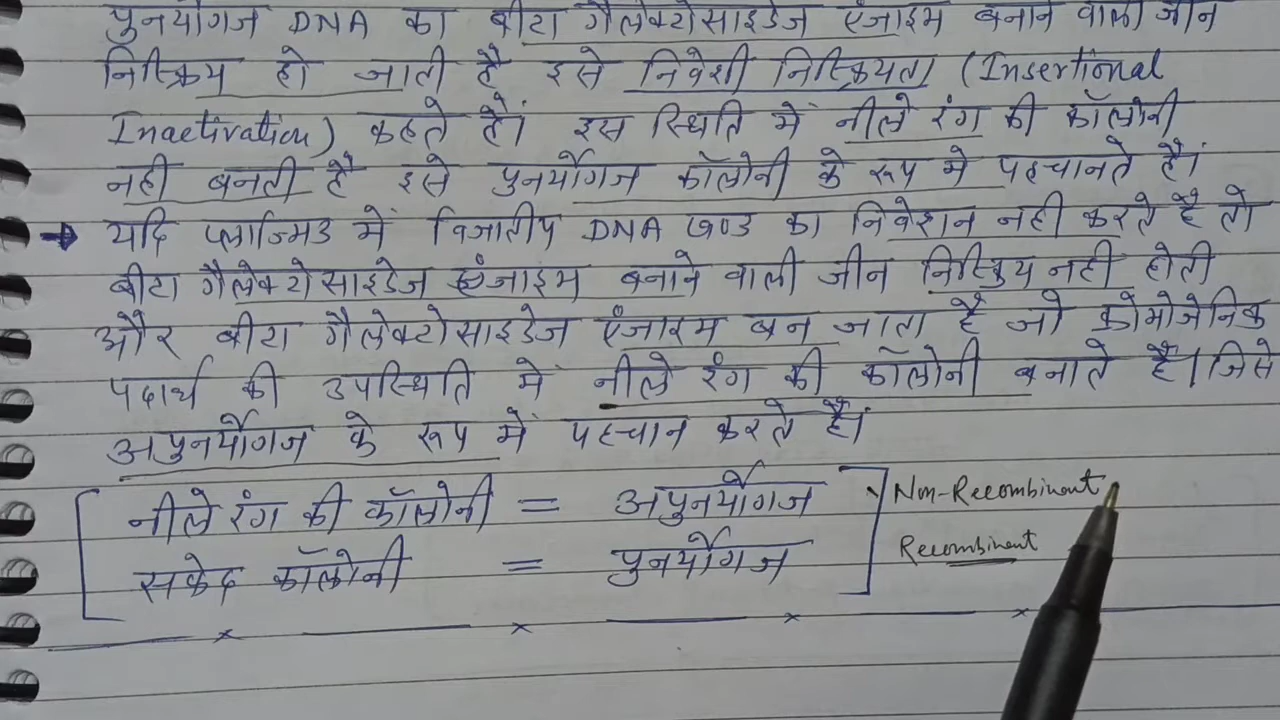 पुनर्योगज DNA का बीटा गैलेक्टोसाइडेज एंजाइम बनाने वाली जीन
निष्क्रिय हो जाती है इसे निवेशी निष्क्रियता (Insertional
Inactivation) कहते हैं। इस स्थिति में नीले रंग की कॉलोनी
नही बनती है इसे पुनर्योगज कॉलोनी के रूप मे पहचानते हैं।
→ यदि प्लाज्मिड में विजातीय DNA खण्ड का निवेशन नही करते है तो
बीटा गैलेक्टोसाइडेज एंजाइम बनाने वाली जीन निष्क्रिय नही होती
और बीटा गैलेक्टोसाइडेज एंजाइम बन जाता है जो क्रोमोजेनिक
पदार्थ की उपस्थिति में नीले रंग की कॉलोनी बनाते है। जिसे
अपुनर्योगज के रूप में पहचान करते हैं।
नीले रंग की कॉलोनी = अपुनर्योगज Non-Recombinant
सफेद कॉलोनी = पुनर्योगज Recombinant